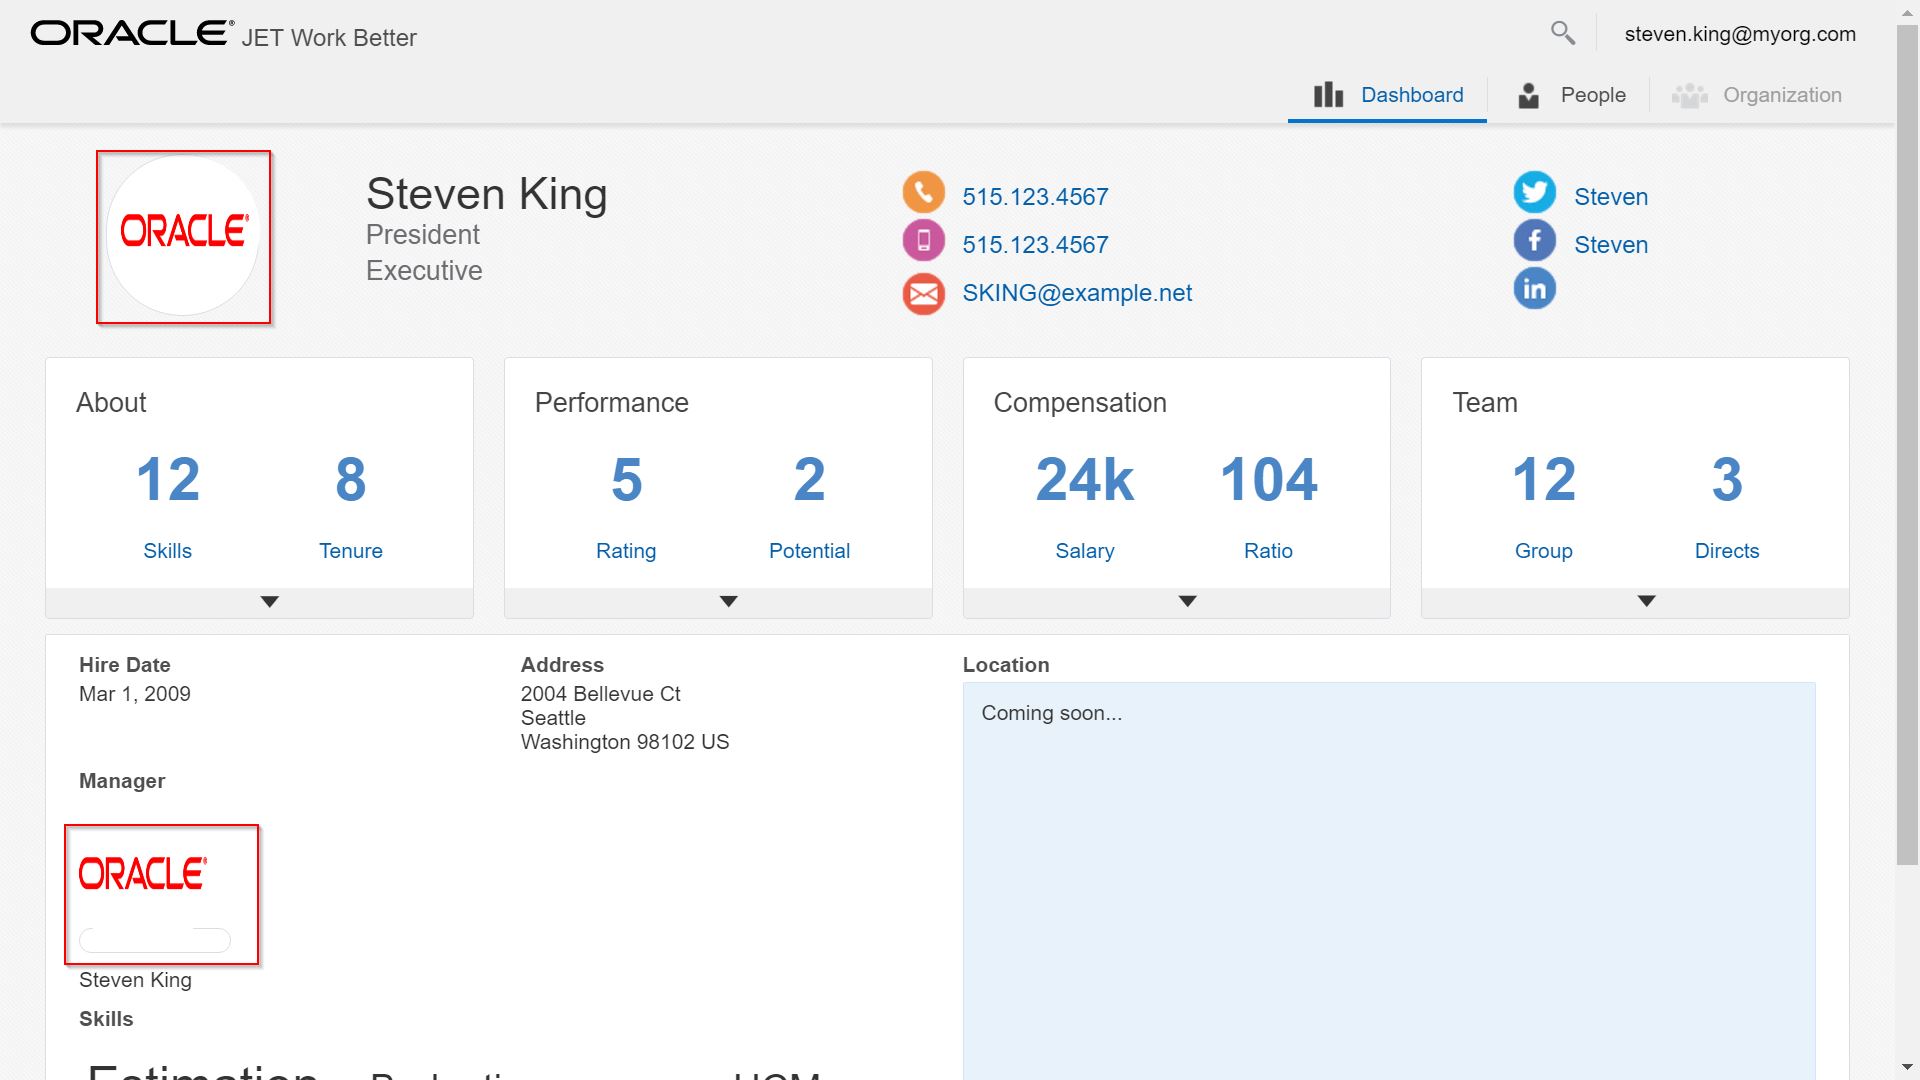 ORACLE® JET Work Better
steven.king@myorg.com
Dashboard
People
Organization
ORACLE®
Steven King
President
Executive
515.123.4567
515.123.4567
SKING@example.net
Steven
Steven
in
About
12 8
Skills Tenure
Performance
5 2
Rating Potential
Compensation
24k 104
Salary Ratio
Team
12 3
Group Directs
Hire Date
Mar 1, 2009
Address
2004 Bellevue Ct
Seattle
Washington 98102 US
Location
Coming soon...
Manager
ORACLE®
Steven King
Skills
Estimation
HCM